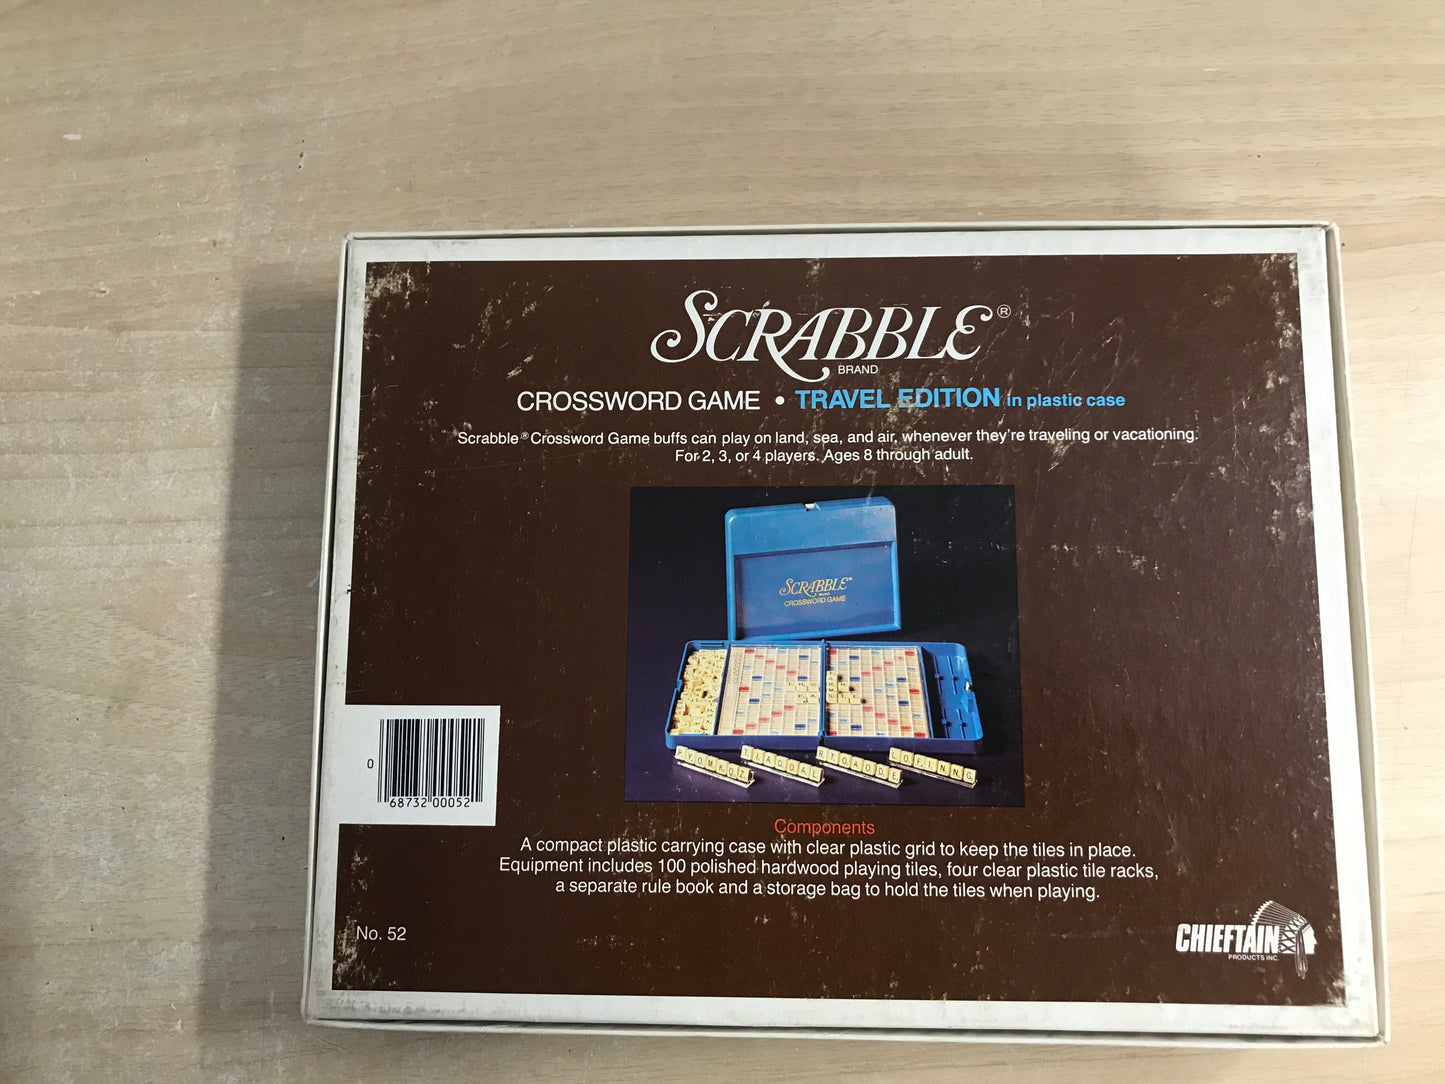 SCRABBLE®
BRAND
CROSSWORD GAME • TRAVEL EDITION in plastic case
Scrabble® Crossword Game buffs can play on land, sea, and air, whenever they're traveling or vacationing.
For 2, 3, or 4 players. Ages 8 through adult.
SCRABBLE®
CROSSWORD GAME
PYOMKOZ
TIAGOAL
RTOAODE
LOFINNG
0
68732 00052
Components
A compact plastic carrying case with clear plastic grid to keep the tiles in place.
Equipment includes 100 polished hardwood playing tiles, four clear plastic tile racks,
a separate rule book and a storage bag to hold the tiles when playing.
No. 52
CHIEFTAIN
PRODUCTS INC.